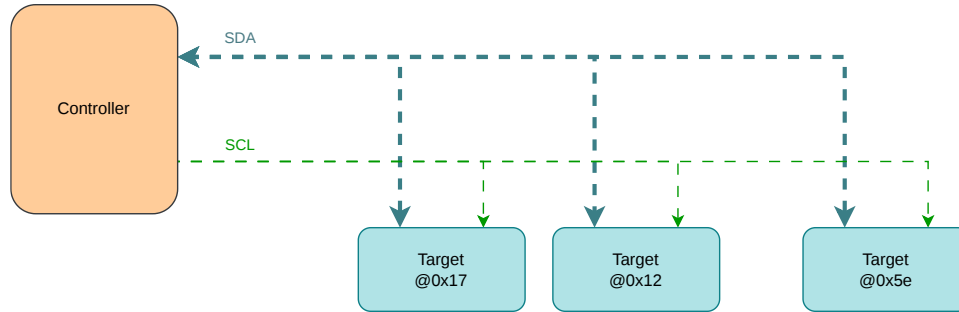 SDA
Controller
SCL
Target
@0x17
Target
@0x12
Target
@0x5e